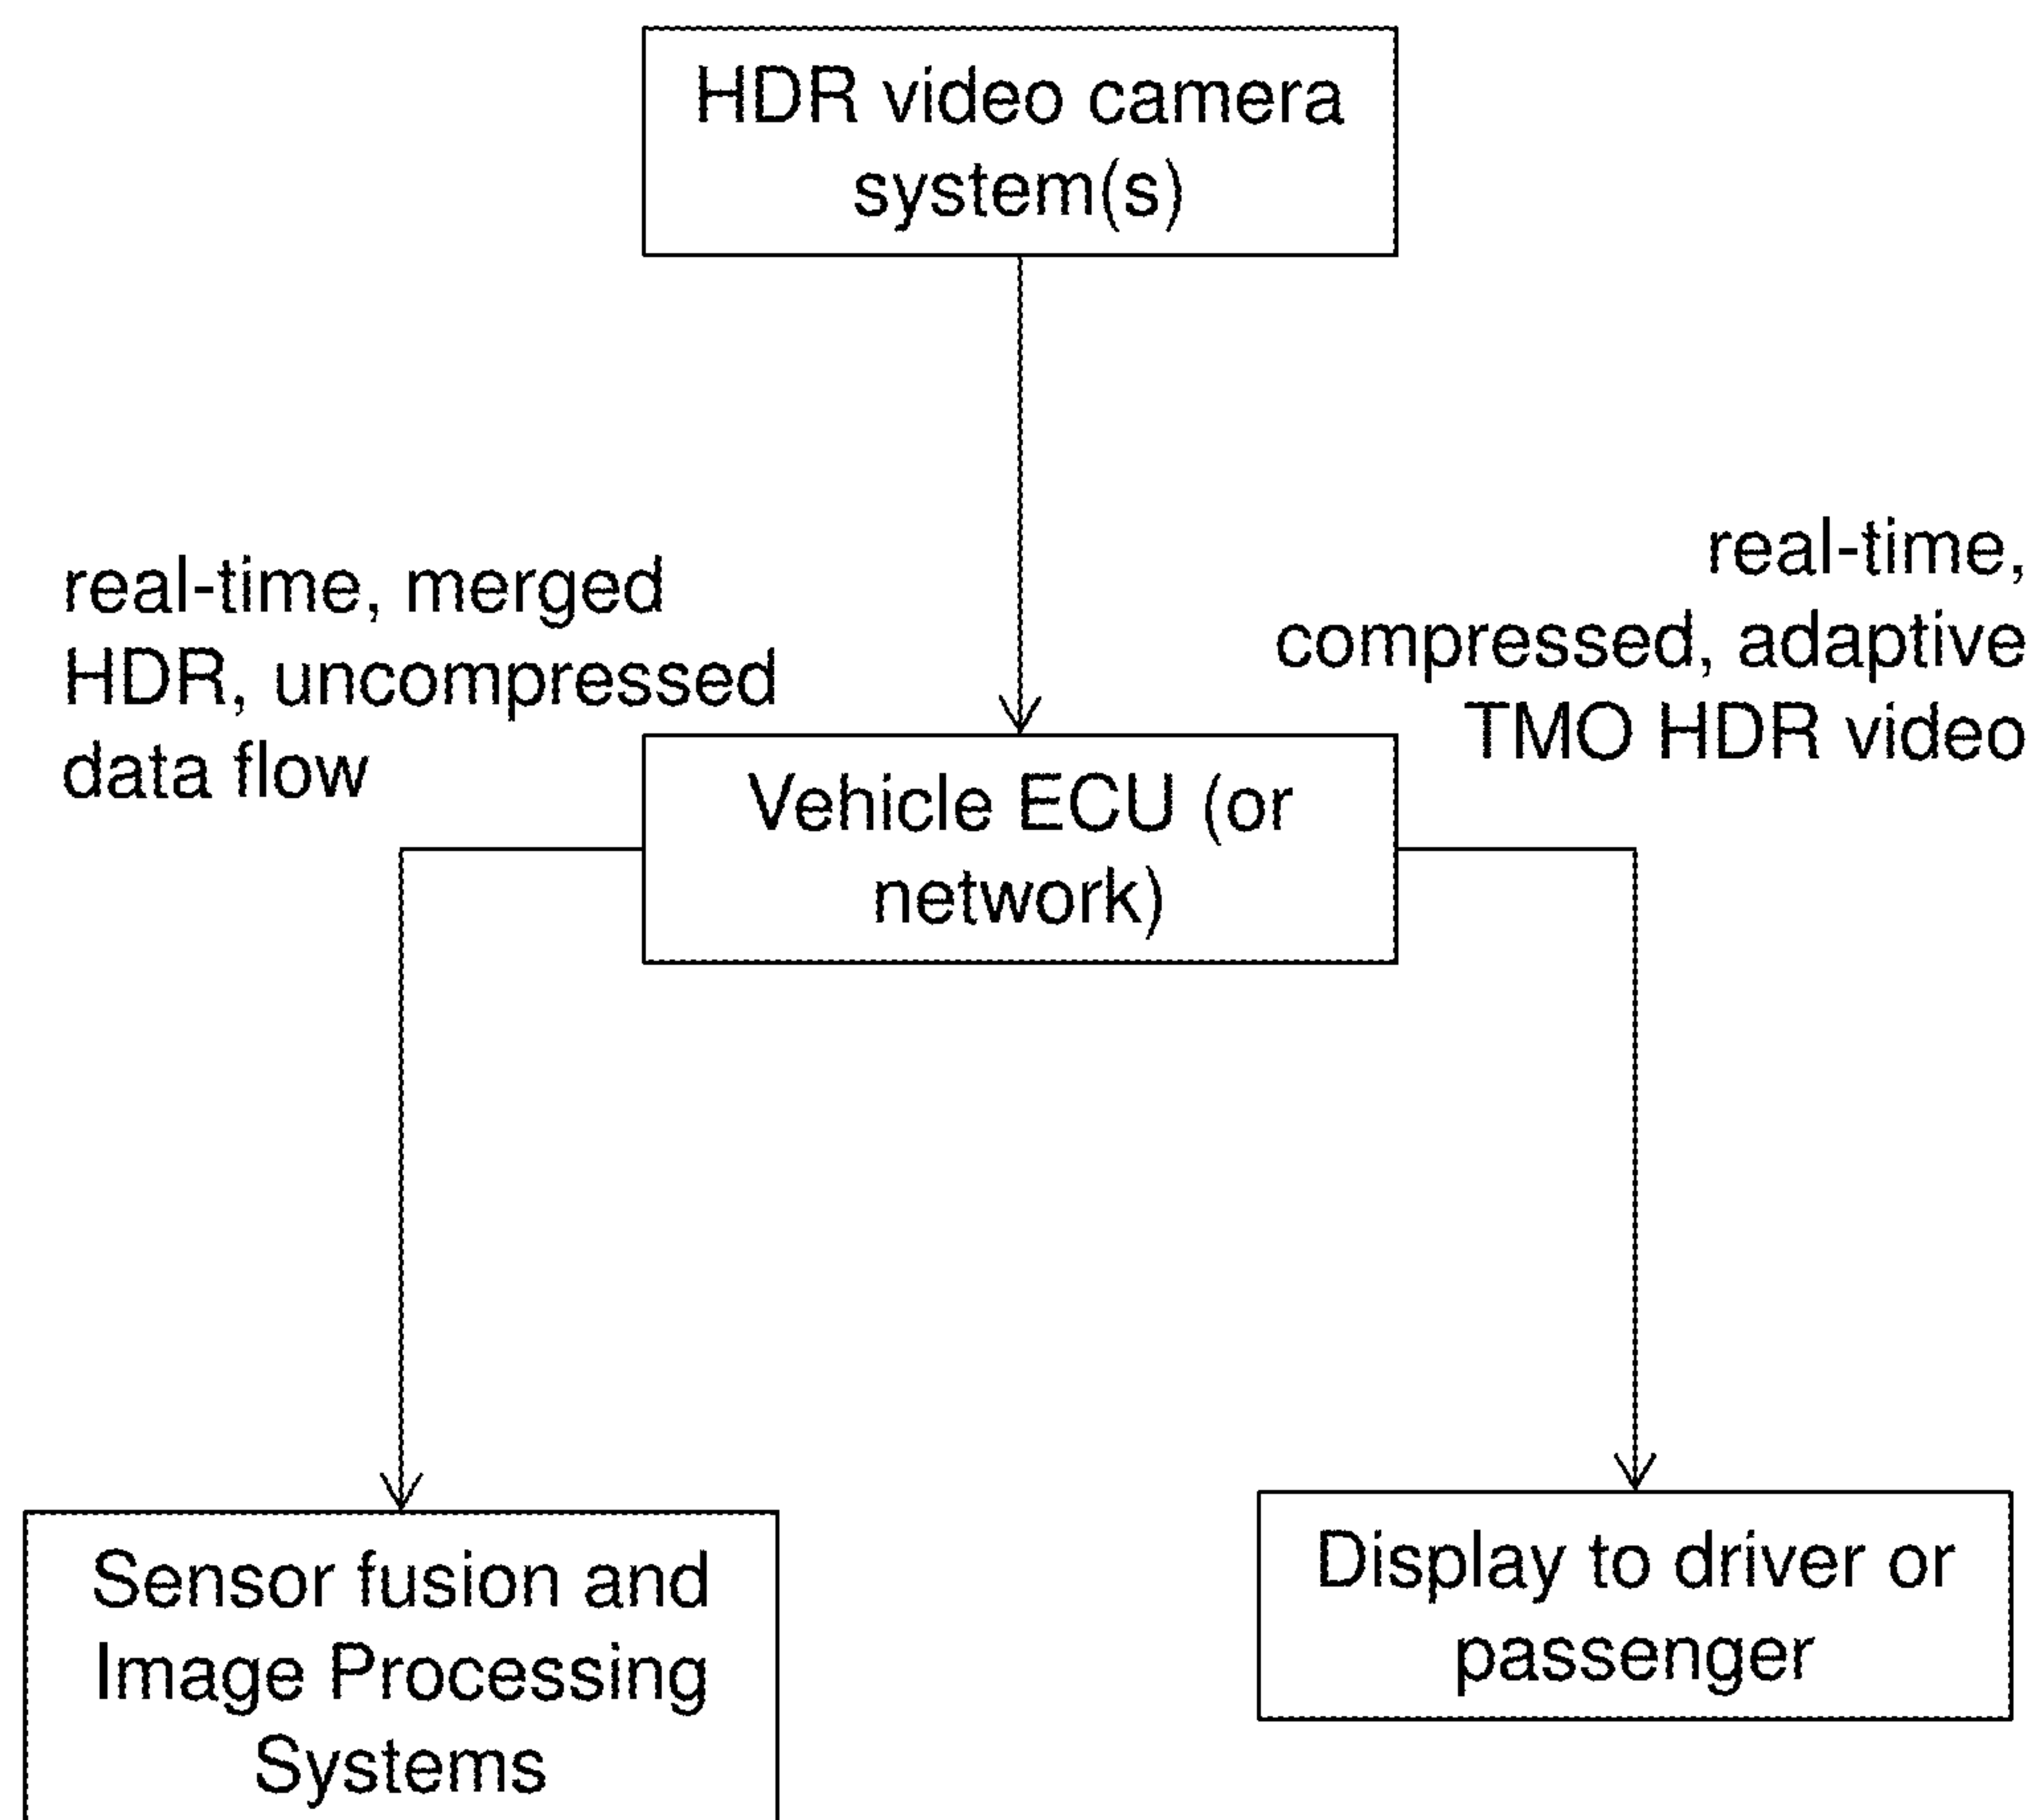 HDR video camera
system(s)
real-time, merged
HDR, uncompressed
data flow
real-time,
compressed, adaptive
TMO HDR video
Vehicle ECU (or
network)
Sensor fusion and
Image Processing
Systems
Display to driver or
passenger